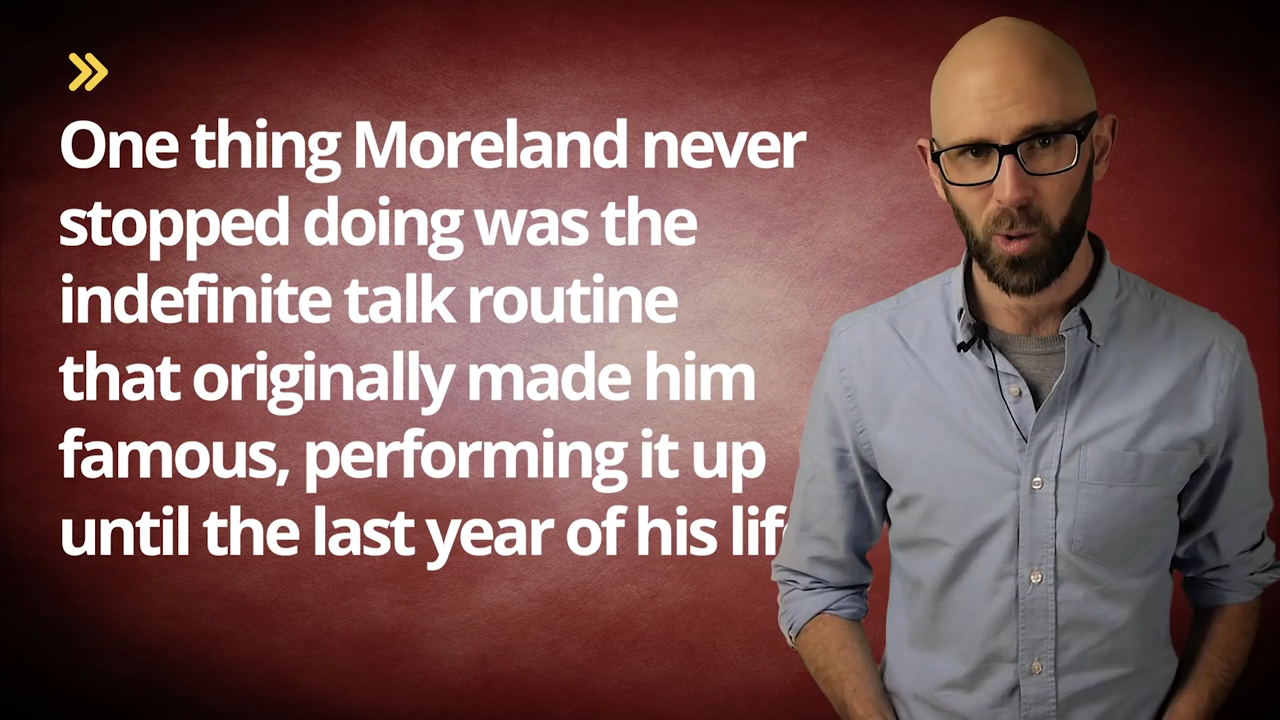 One thing Moreland never
stopped doing was the
indefinite talk routine
that originally made him
famous, performing it up
until the last year of his